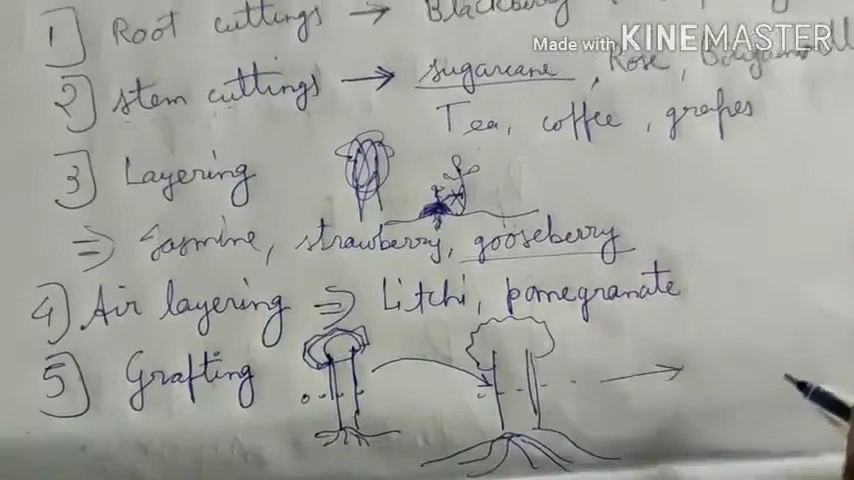 1] Root cuttings → Blackberry
Made with KINEMASTER
2] stem cuttings → sugarcane, Rose,
Tea, coffee, grapes
3] Layering
⇒ Jasmine, strawberry, gooseberry
4] Air layering ⇒ Litchi, pomegranate
5] Grafting